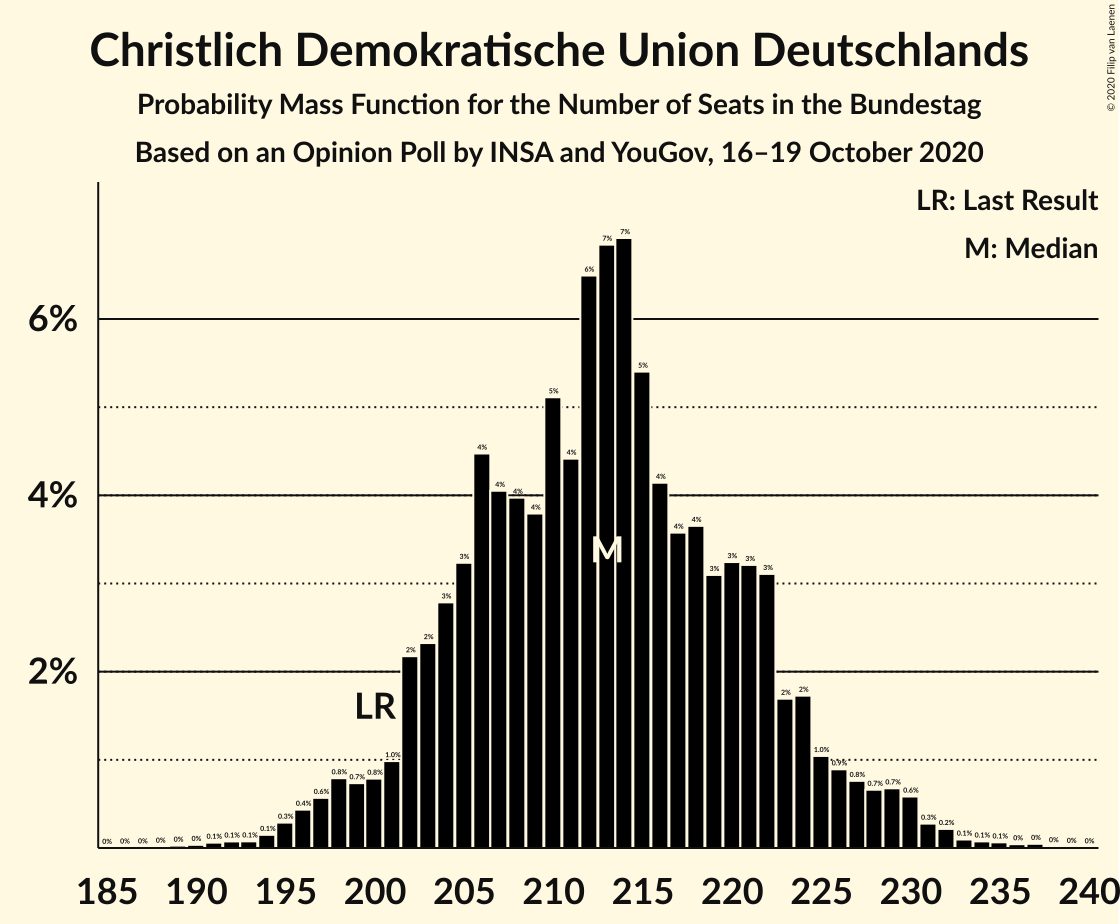 Christlich Demokratische Union Deutschlands
Probability Mass Function for the Number of Seats in the Bundestag
Based on an Opinion Poll by INSA and YouGov, 16–19 October 2020
© 2020 Filip van Laenen
LR: Last Result
M: Median
6%
4%
2%
0% 0% 0% 0% 0% 0% 0.1% 0.1% 0.1% 0.1% 0.3% 0.4% 0.6% 0.8% 0.7% 0.8% 1.0% 2% 2% 3% 3% 4% 4% 4% 4% 5% 4% 6% 7% 7% 5% 4% 4% 4% 3% 3% 3% 3% 2% 2% 1.0% 0.9% 0.8% 0.7% 0.7% 0.6% 0.3% 0.2% 0.1% 0.1% 0.1% 0% 0% 0% 0% 0%
LR
M
185 190 195 200 205 210 215 220 225 230 235 240